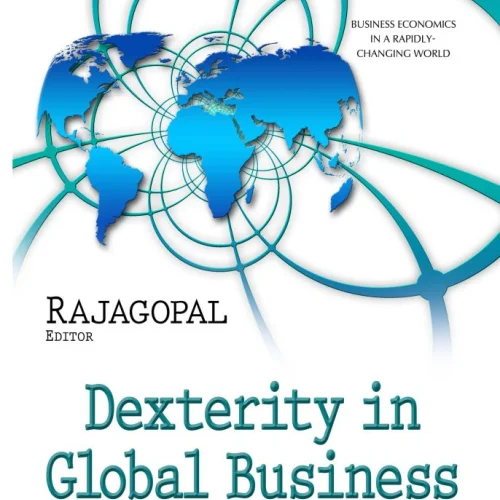 BUSINESS ECONOMICS
IN A RAPIDLY-
CHANGING WORLD
RAJAGOPAL
EDITOR
Dexterity in
Global Business